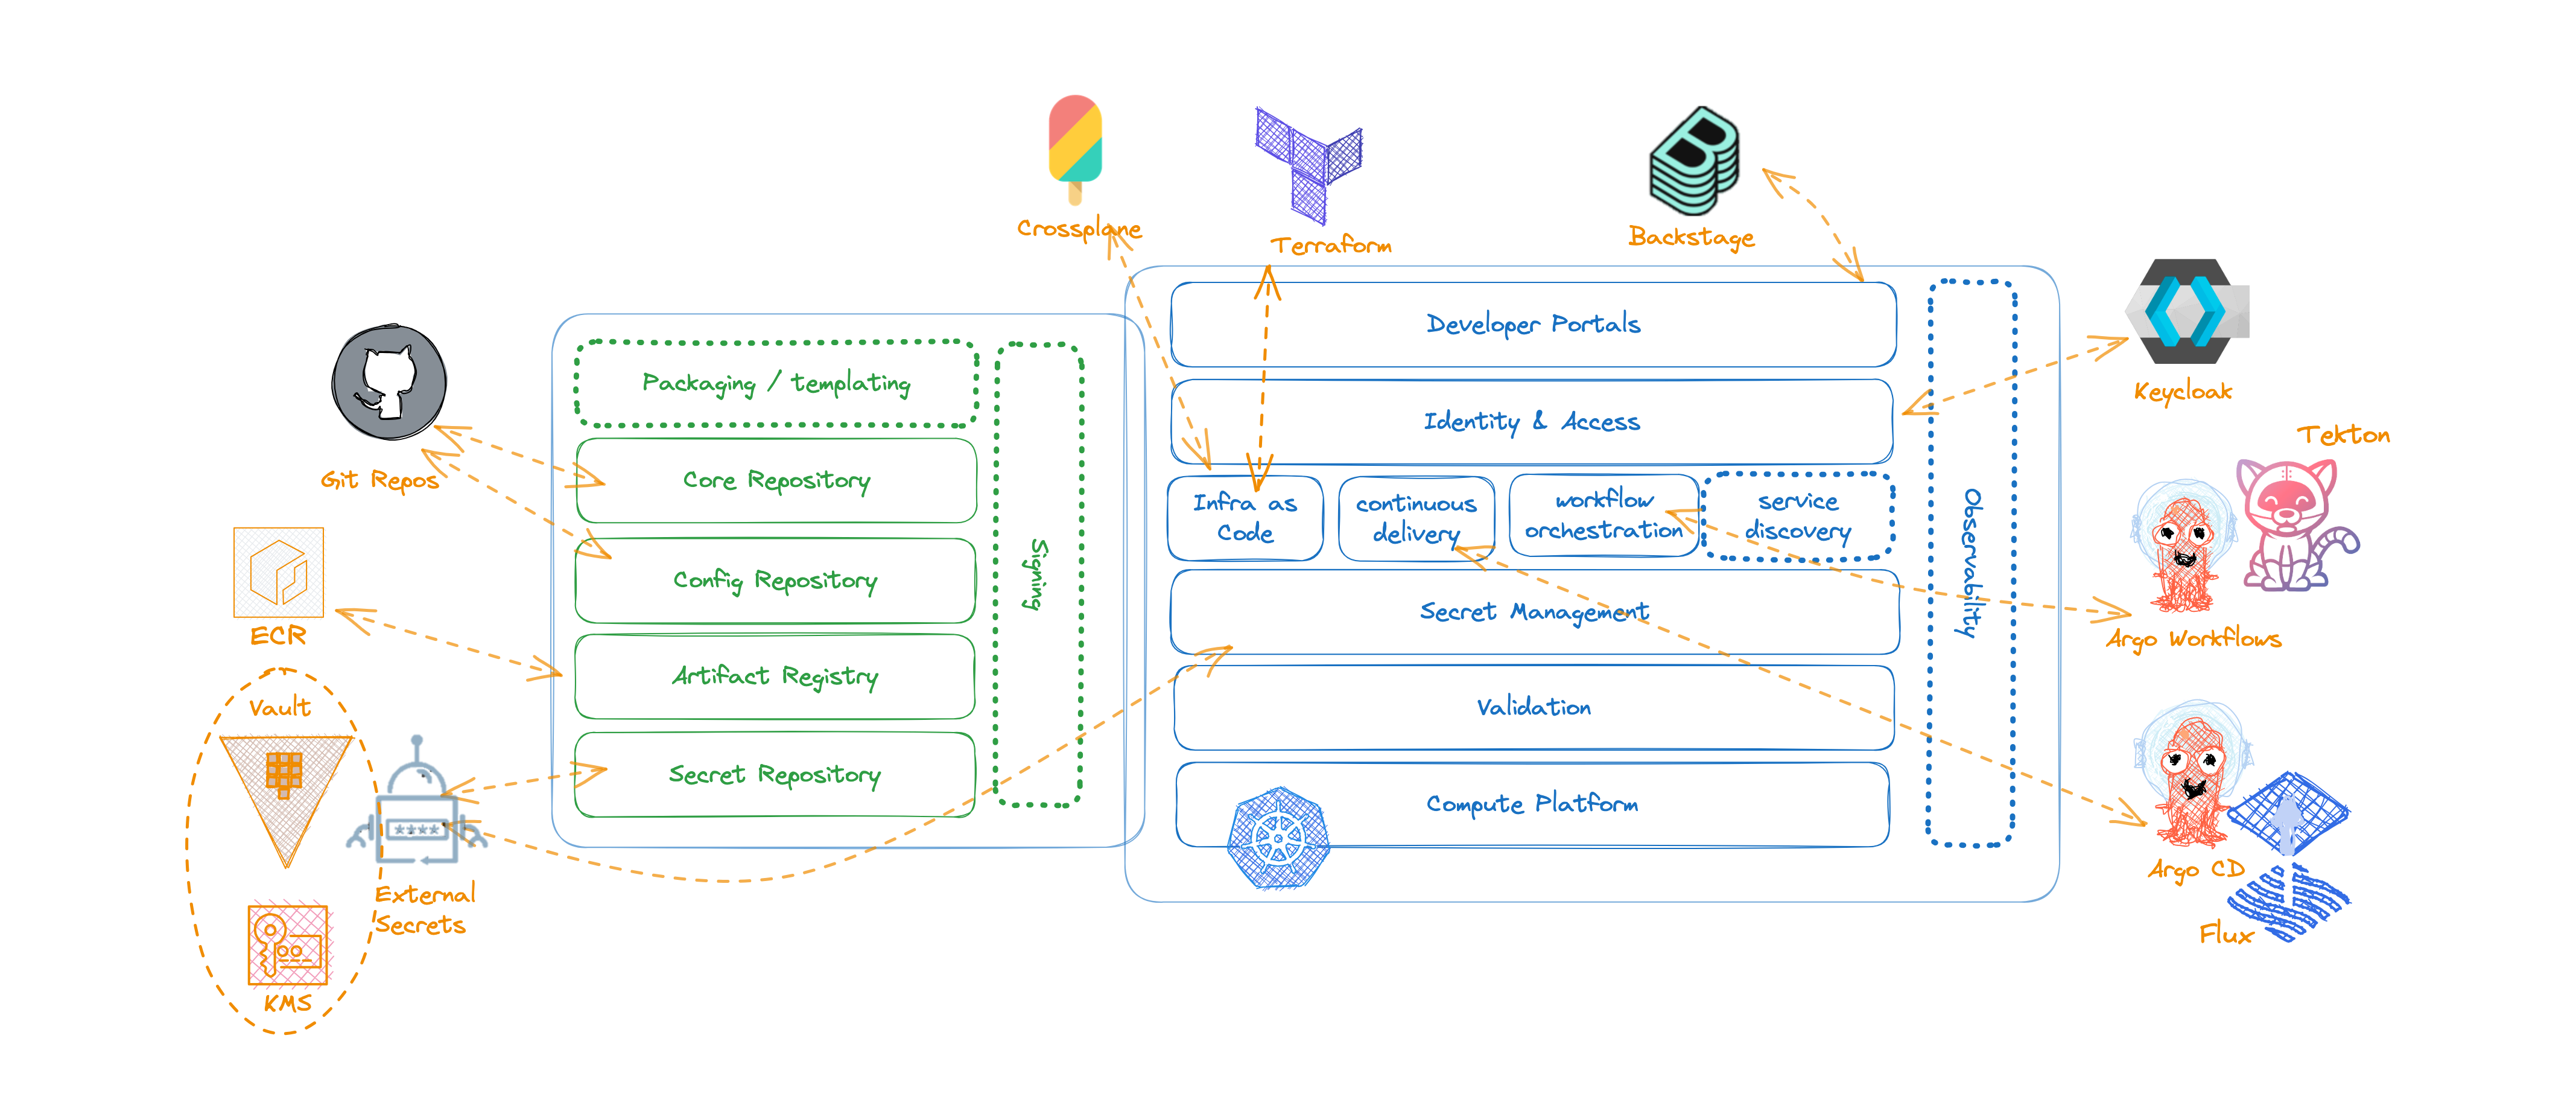 Crossplane
Terraform
Backstage
Git Repos
ECR
Vault
KMS
External
Secrets
Packaging / templating
Core Repository
Config Repository
Artifact Registry
Secret Repository
Signing
Developer Portals
Identity & Access
Infra as
Code
continuous
delivery
workflow
orchestration
service
discovery
Secret Management
Validation
Compute Platform
Observability
Keycloak
Tekton
Argo Workflows
Argo CD
Flux
****